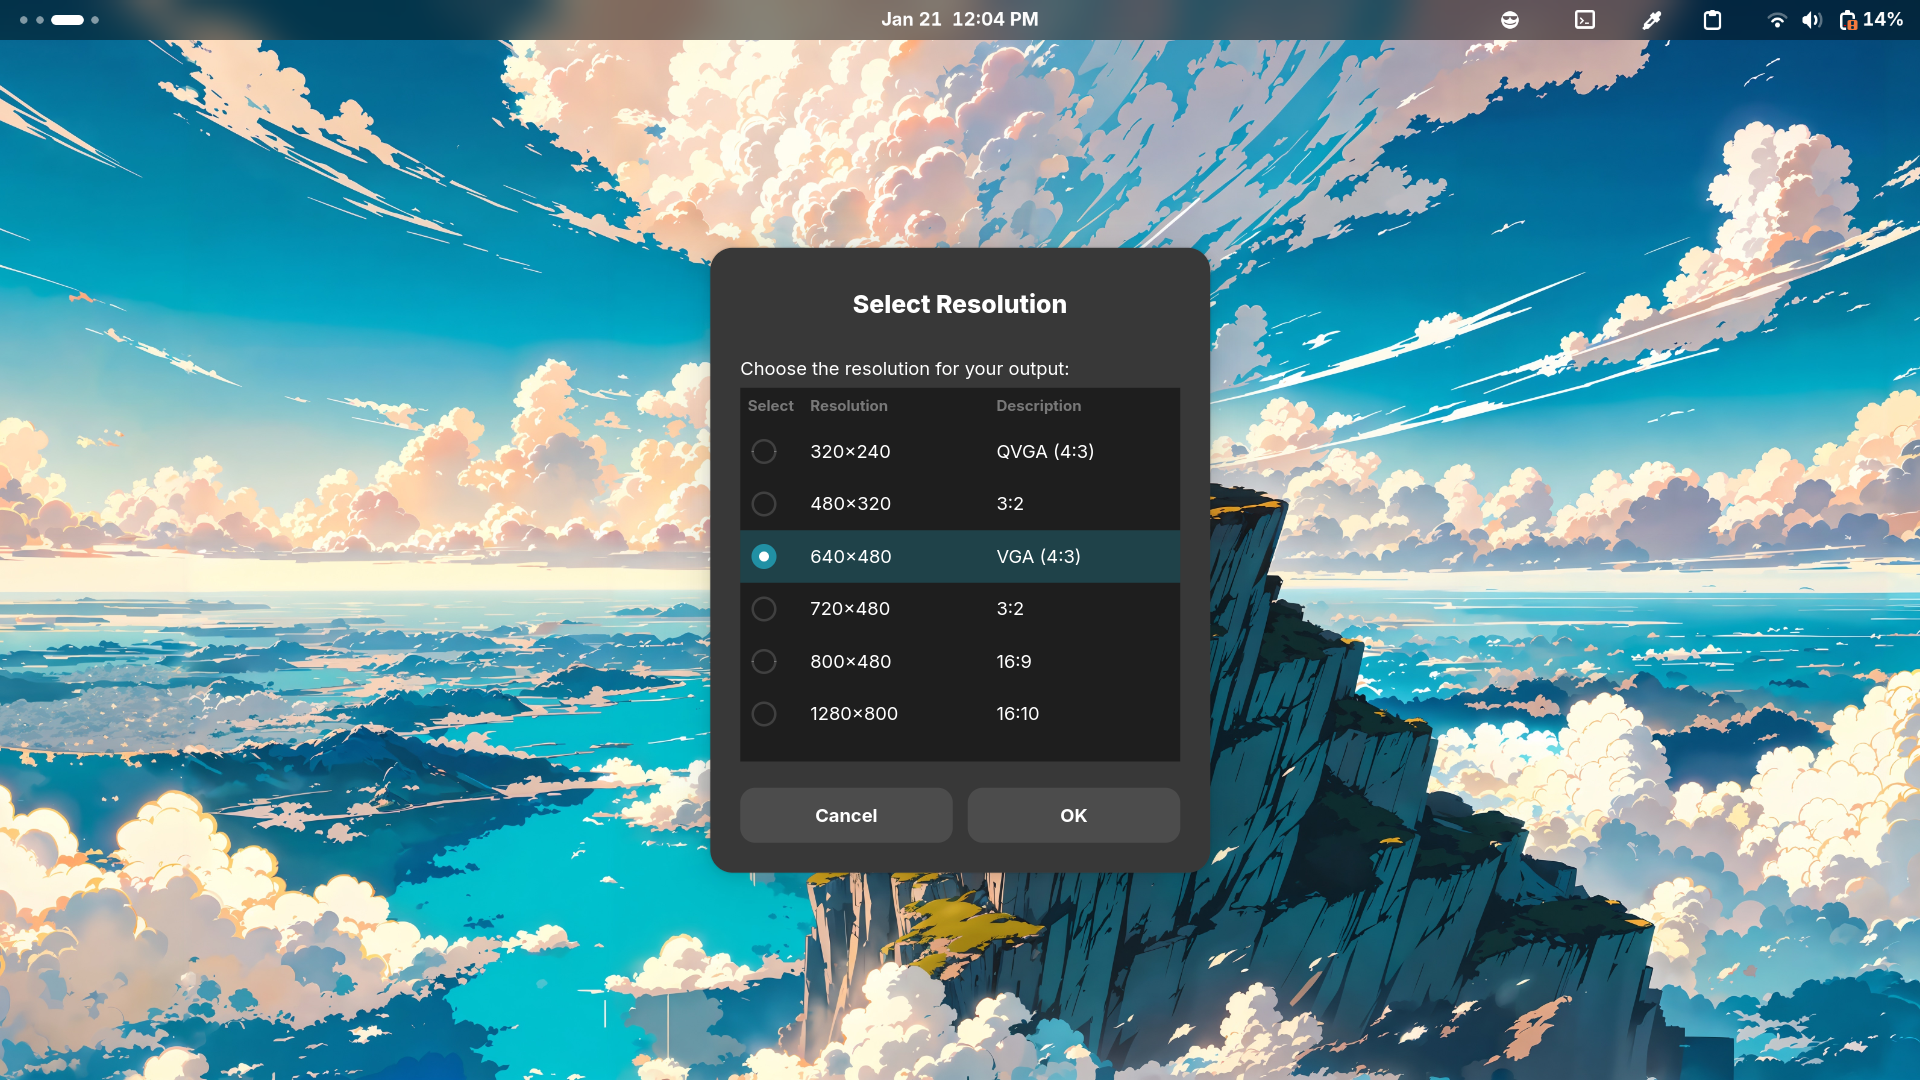 Jan 21  12:04 PM
14%
Select Resolution
Choose the resolution for your output:
Select Resolution Description
320×240 QVGA (4:3)
480×320 3:2
640×480 VGA (4:3)
720×480 3:2
800×480 16:9
1280×800 16:10
Cancel OK